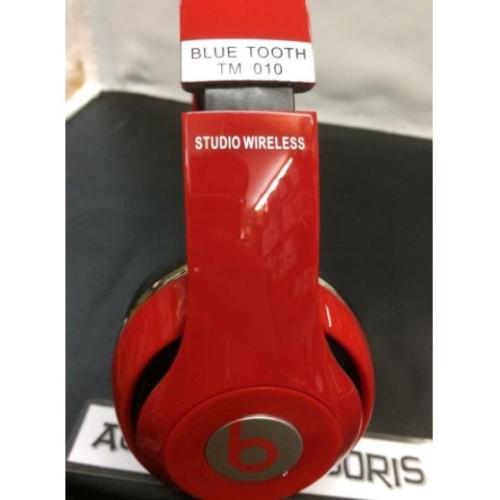 BLUE TOOTH
TM 010
STUDIO WIRELESS
b